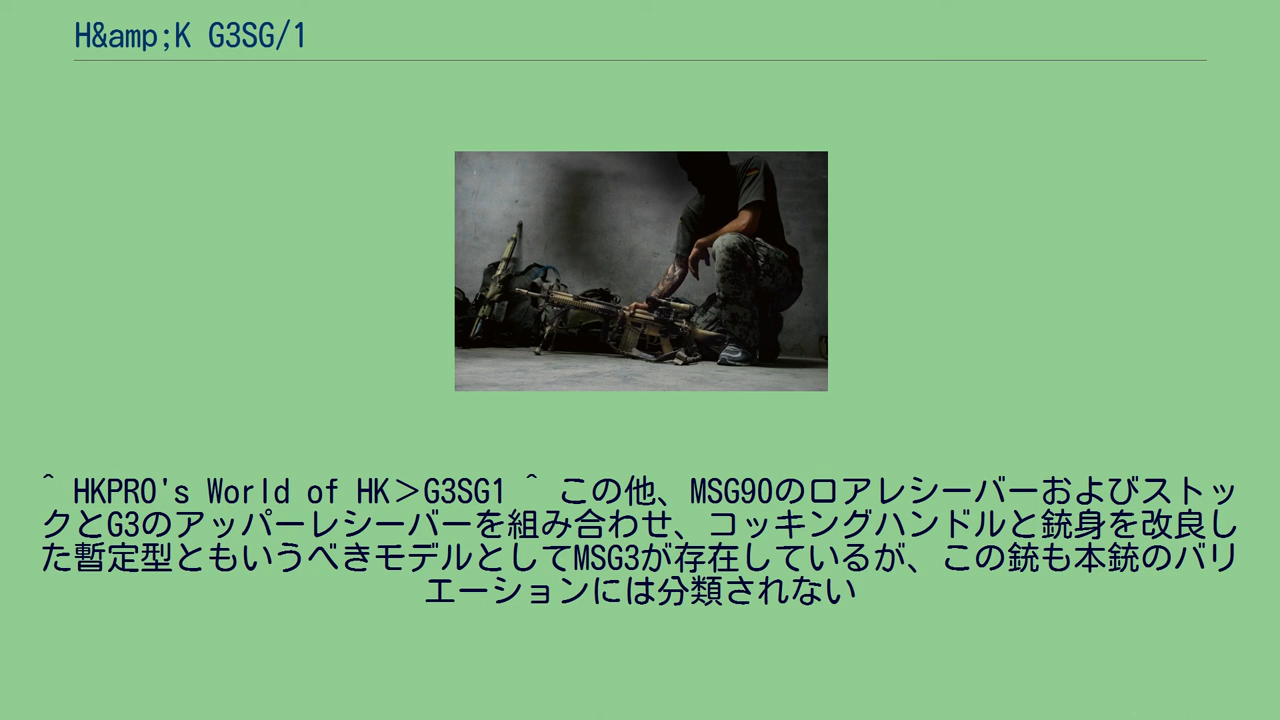 H&amp;K G3SG/1
^ HKPRO's World of HK＞G3SG1 ^ この他、MSG90のロアレシーバーおよびストッ
クとG3のアッパーレシーバーを組み合わせ、コッキングハンドルと銃身を改良し
た暫定型ともいうべきモデルとしてMSG3が存在しているが、この銃も本銃のバリ
エーションには分類されない